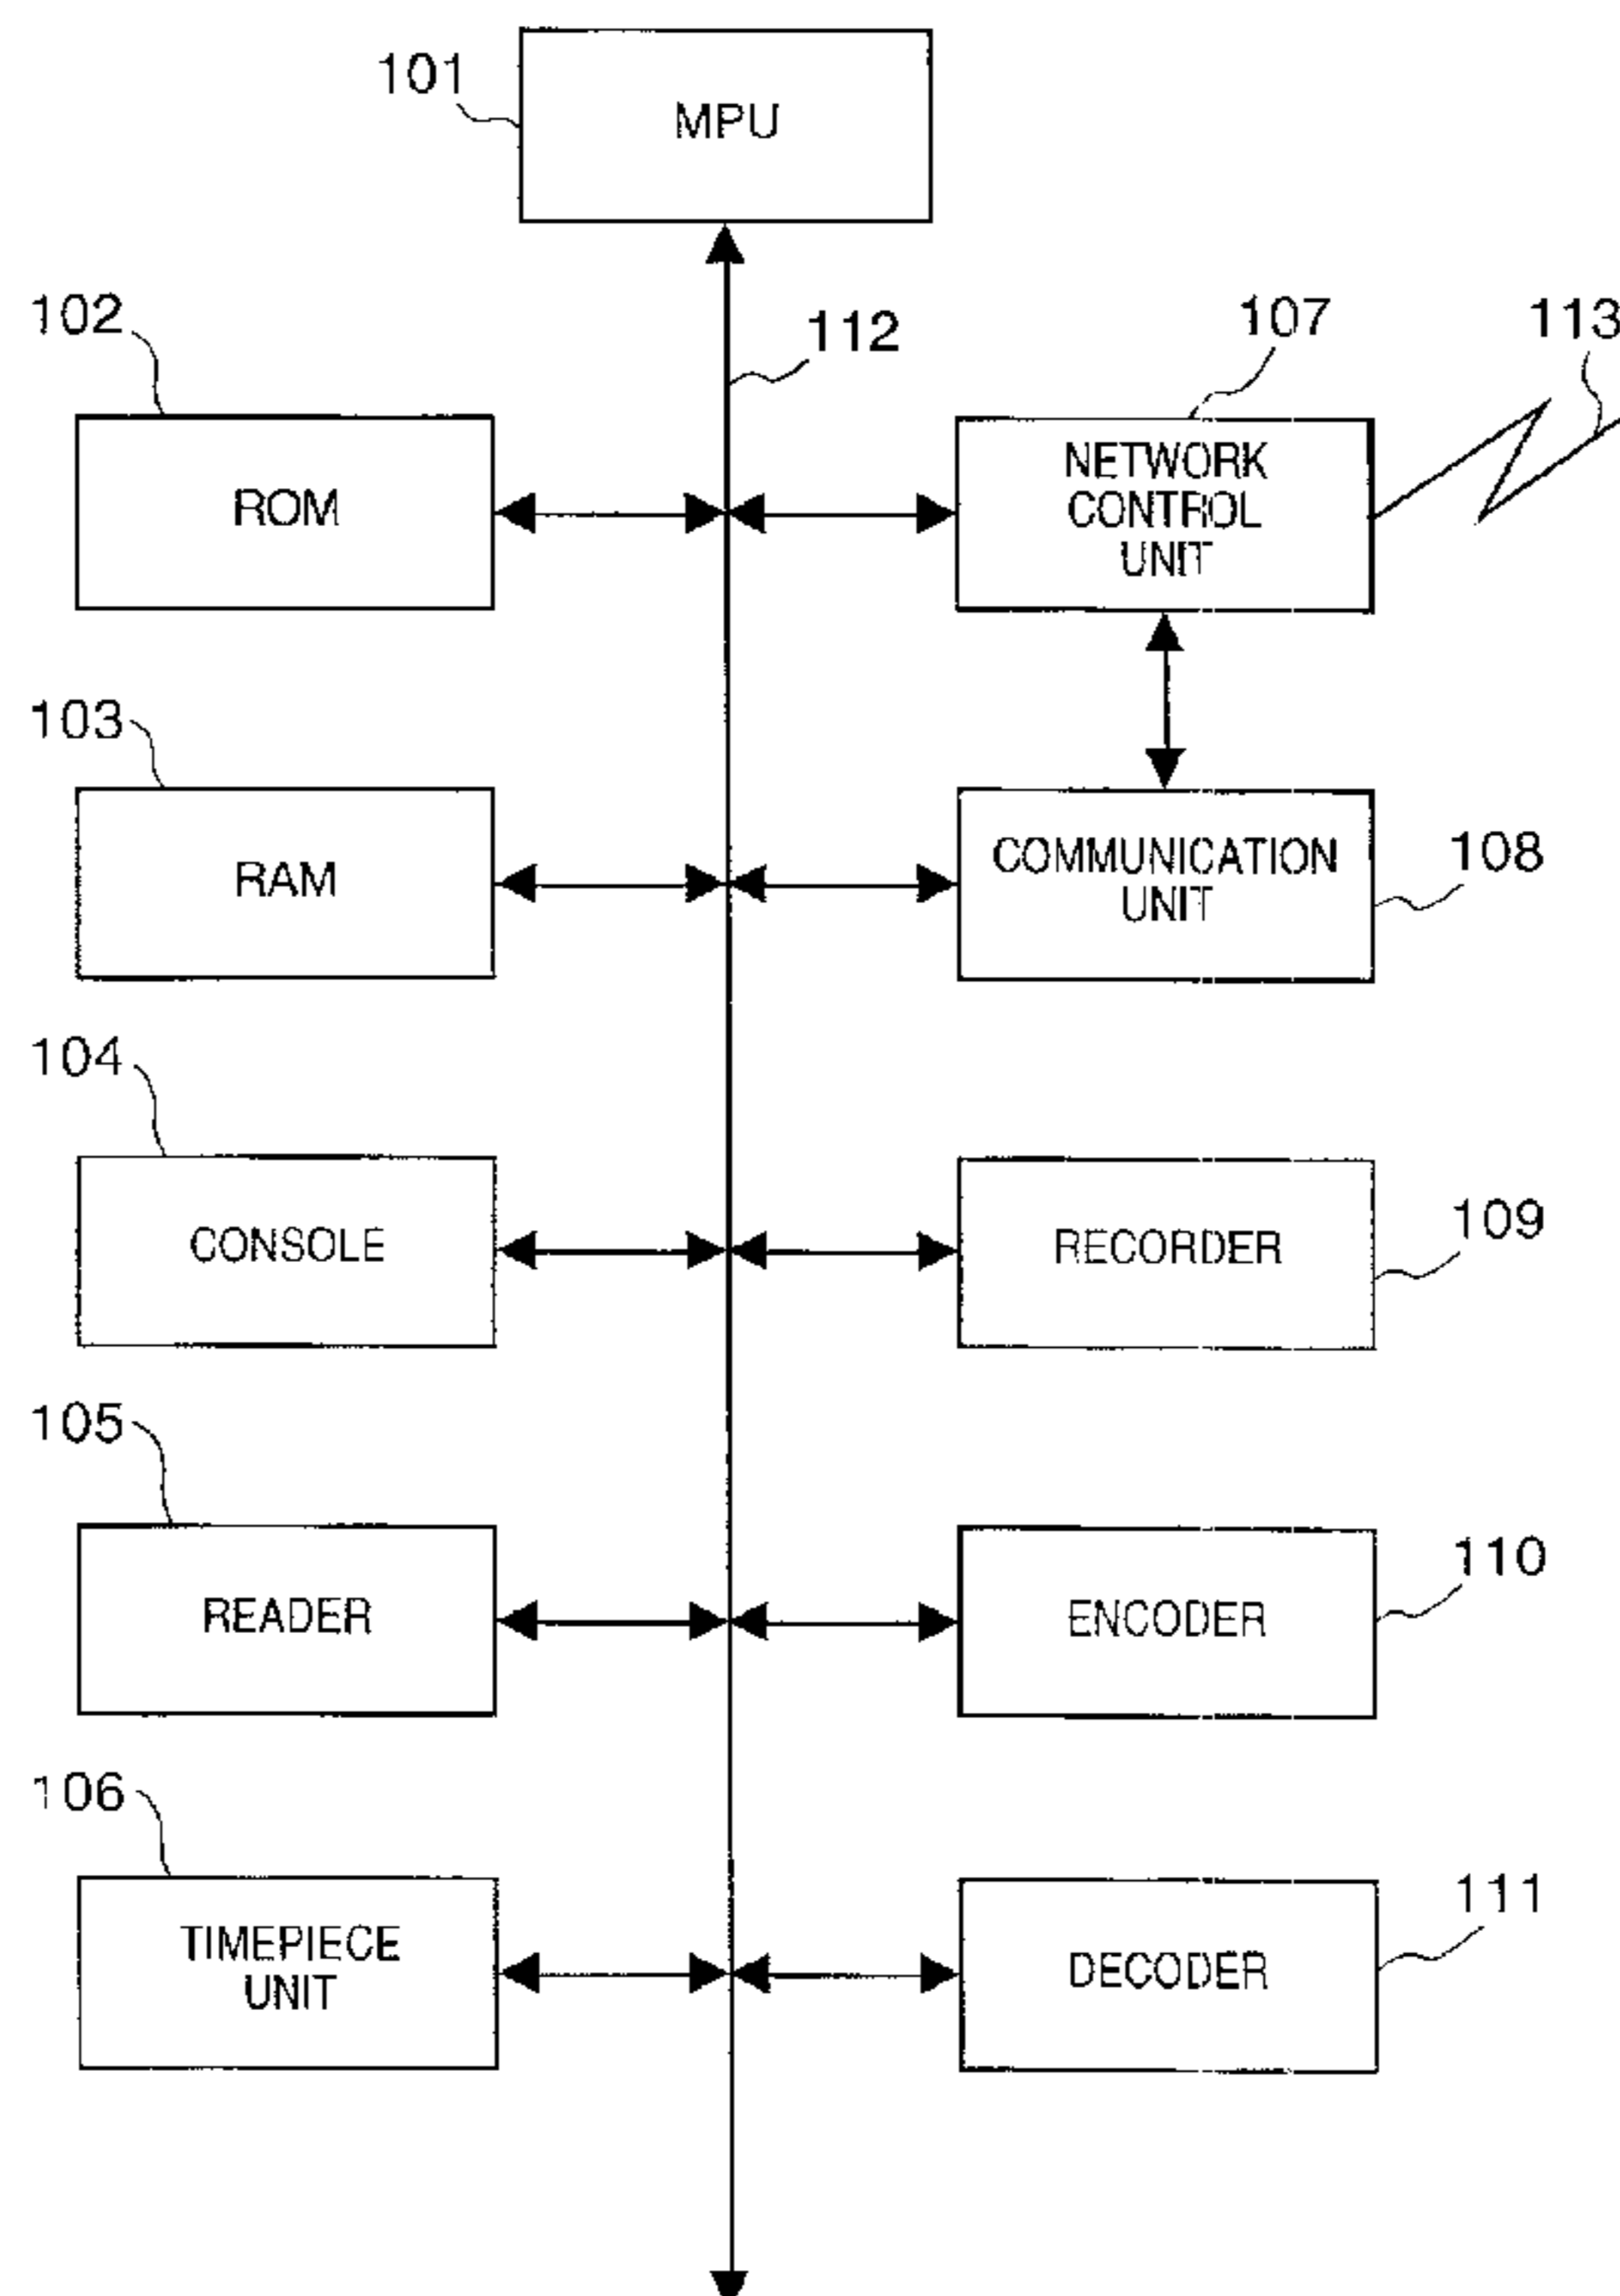 101
MPU
102
112
107
113
ROM
NETWORK
CONTROL
UNIT
103
RAM
COMMUNICATION
UNIT
108
104
CONSOLE
RECORDER
109
105
READER
ENCODER
110
106
TIMEPIECE
UNIT
DECODER
111